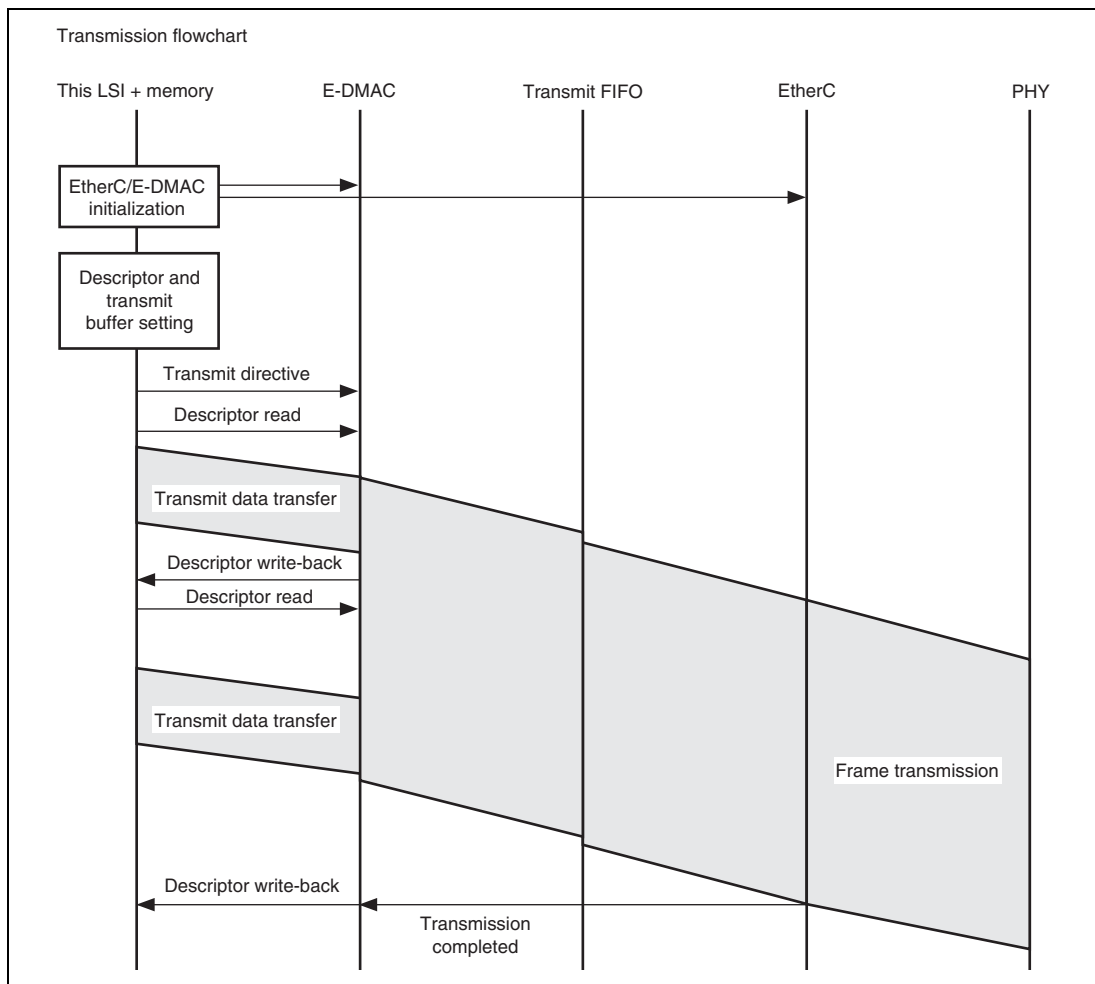 Transmission flowchart
This LSI + memory
E-DMAC
Transmit FIFO
EtherC
PHY
EtherC/E-DMAC
initialization
Descriptor and
transmit
buffer setting
Transmit directive
Descriptor read
Transmit data transfer
Descriptor write-back
Descriptor read
Transmit data transfer
Frame transmission
Descriptor write-back
Transmission
completed